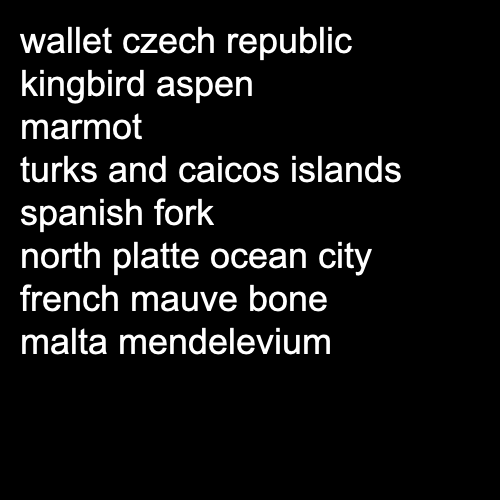 wallet czech republic
kingbird aspen
marmot
turks and caicos islands
spanish fork
north platte ocean city
french mauve bone
malta mendelevium